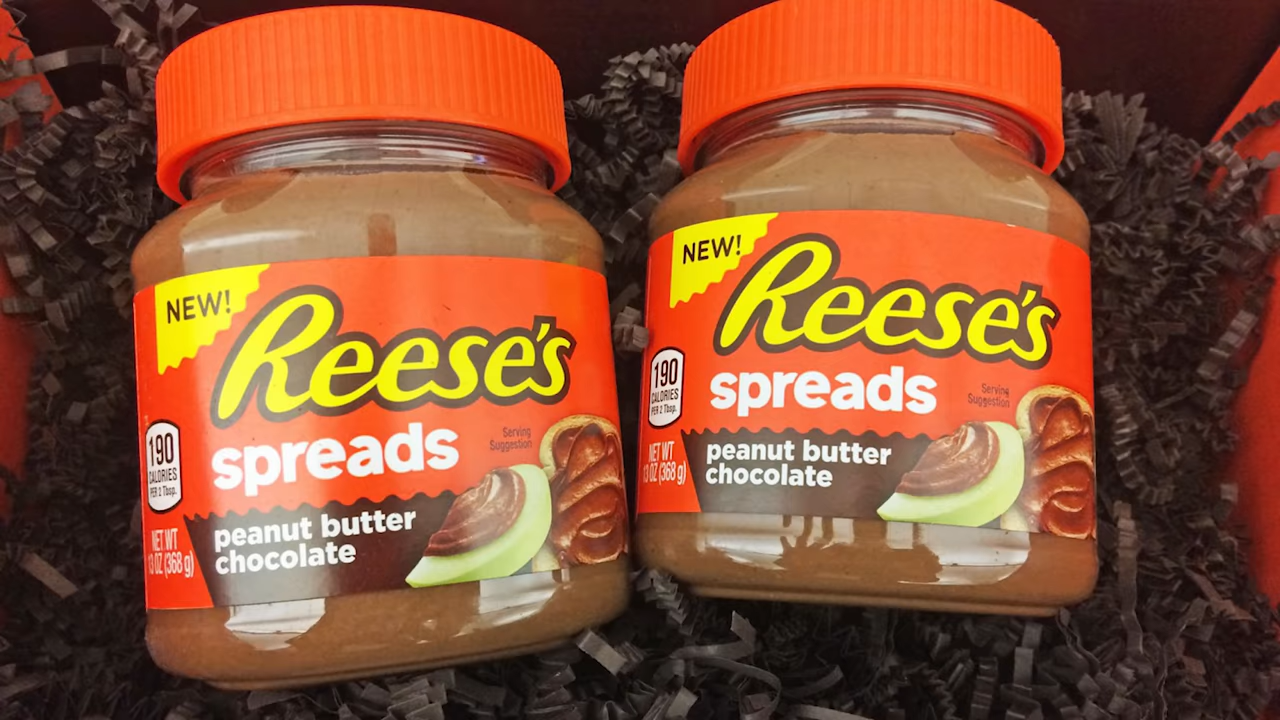 NEW!
Reese's
spreads
Serving
Suggestion
190
CALORIES
PER 2 Tbsp.
peanut butter
chocolate
NET WT
13 OZ (368 g)
NEW!
Reese's
spreads
Serving
Suggestion
190
CALORIES
PER 2 Tbsp.
peanut butter
chocolate
NET WT
13 OZ (368 g)